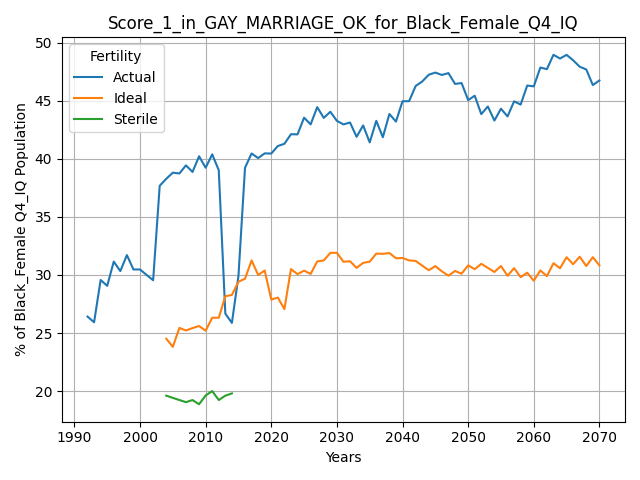 Score_1_in_GAY_MARRIAGE_OK_for_Black_Female_Q4_IQ
Fertility
Actual
Ideal
Sterile
% of Black_Female Q4_IQ Population
50
45
40
35
30
25
20
1990 2000 2010 2020 2030 2040 2050 2060 2070
Years